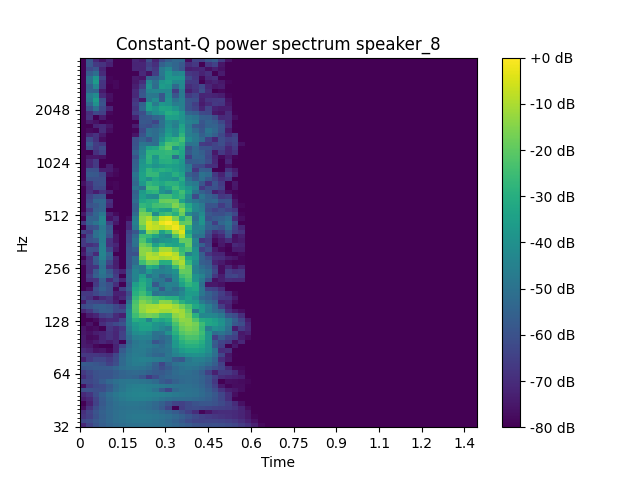 Constant-Q power spectrum speaker_8
Hz
2048
1024
512
256
128
64
32
0 0.15 0.3 0.45 0.6 0.75 0.9 1.1 1.2 1.4
Time
+0 dB
-10 dB
-20 dB
-30 dB
-40 dB
-50 dB
-60 dB
-70 dB
-80 dB